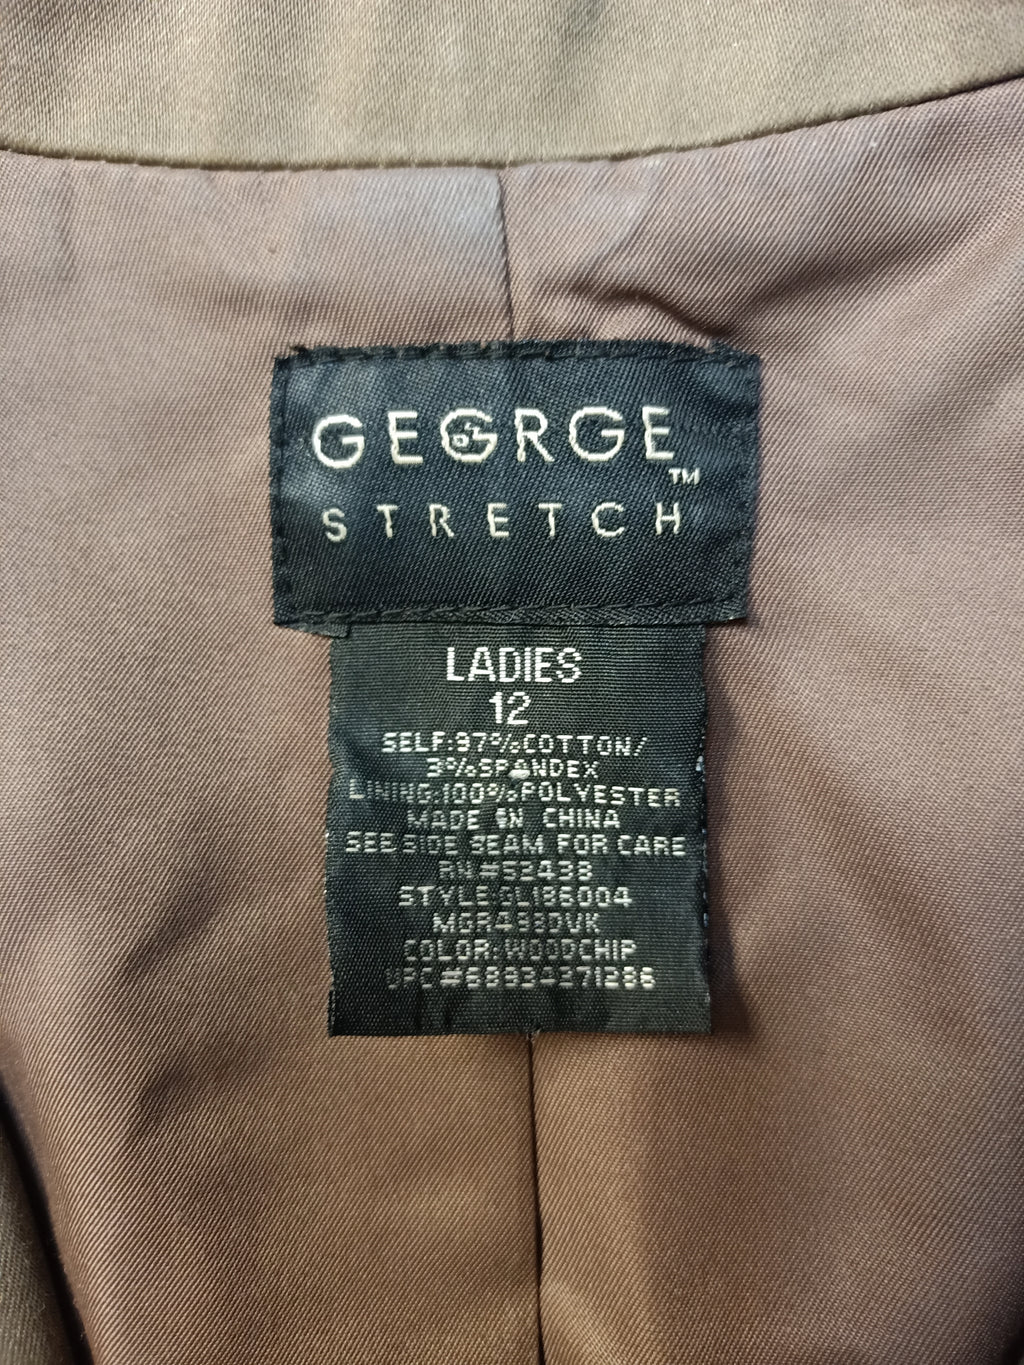 GEORGE
TM
STRETCH
LADIES
12
SELF:97%COTTON/
3%SPANDEX
LINING:100%POLYESTER
MADE IN CHINA
SEE SIDE SEAM FOR CARE
RN#52438
COLOR:WOODCHIP